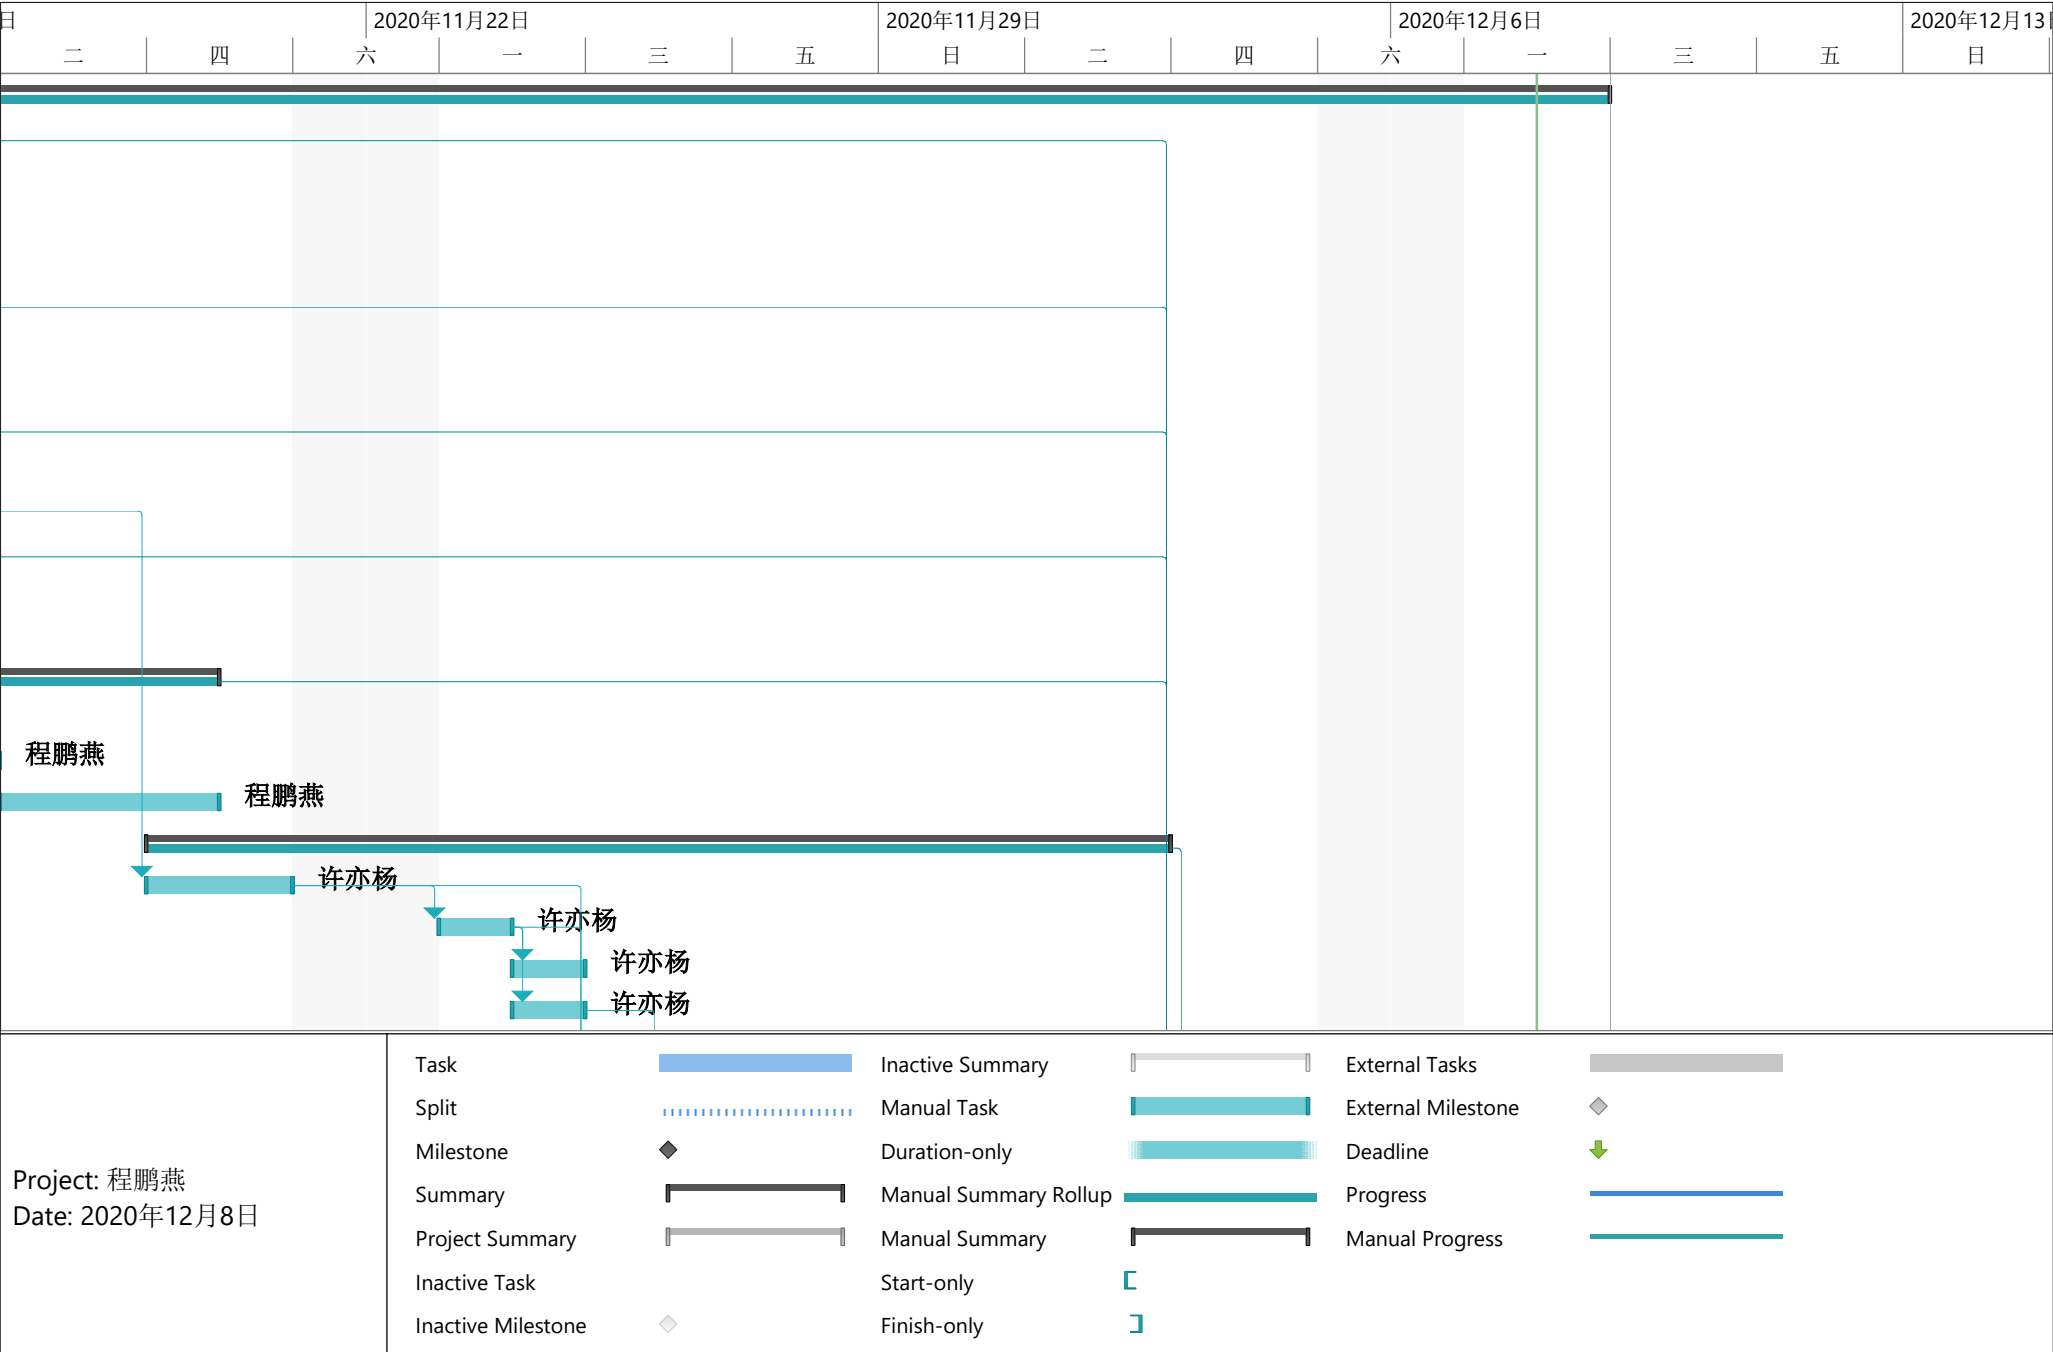 日 2020年11月22日 2020年11月29日 2020年12月6日 2020年12月13
二 四 六 一 三 五 日 二 四 六 一 三 五 日
程鹏燕
程鹏燕
许亦杨
许亦杨
许亦杨
许亦杨
Project: 程鹏燕
Date: 2020年12月8日
Task
Split
Milestone
Summary
Project Summary
Inactive Task
Inactive Milestone
Inactive Summary
Manual Task
Duration-only
Manual Summary Rollup
Manual Summary
Start-only
Finish-only
External Tasks
External Milestone
Deadline
Progress
Manual Progress